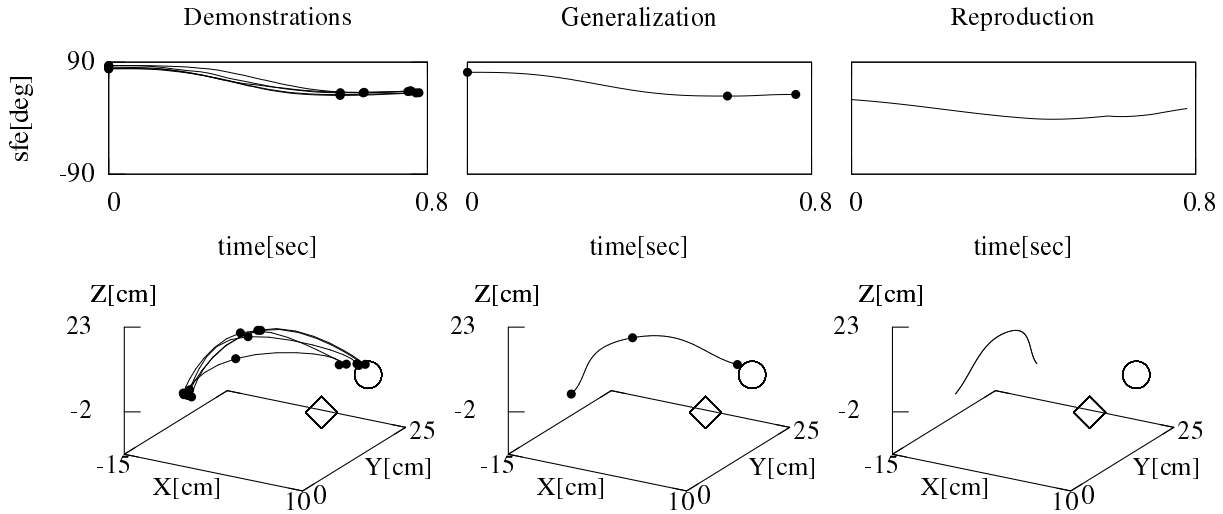 Demonstrations Generalization Reproduction
90
sfe[deg]
-90
0 0.8 0 0.8 0 0.8
time[sec] time[sec] time[sec]
Z[cm] Z[cm] Z[cm]
23 23 23
-2 -2 -2
25 25 25
-15 Y[cm] -15 Y[cm] -15 Y[cm]
X[cm] X[cm] X[cm]
10 0 10 0 10 0